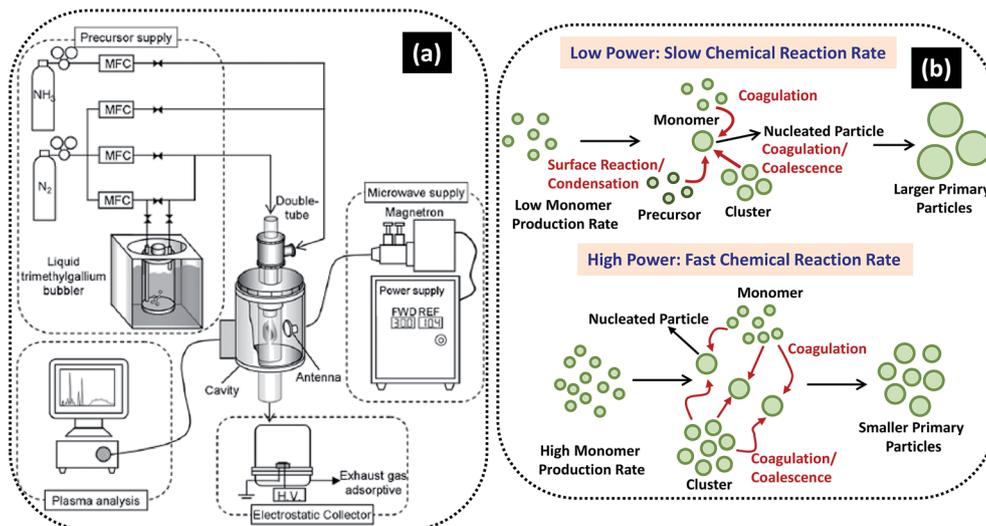 Precursor supply
(a)
MFC
NH3
MFC
MFC
N2
MFC
Double-
tube
Liquid
trimethylgallium
bubbler
Microwave supply
Magnetron
Power supply
FWD REF
300 10.4
Antenna
Cavity
Plasma analysis
H.V.
Exhaust gas
adsorptive
Electrostatic Collector
Low Power: Slow Chemical Reaction Rate
(b)
Coagulation
Monomer
Nucleated Particle
Coagulation/
Coalescence
Surface Reaction/
Condensation
Low Monomer
Production Rate
Precursor
Cluster
Larger Primary
Particles
High Power: Fast Chemical Reaction Rate
Monomer
Nucleated Particle
Coagulation
High Monomer
Production Rate
Cluster
Coagulation/
Coalescence
Smaller Primary
Particles